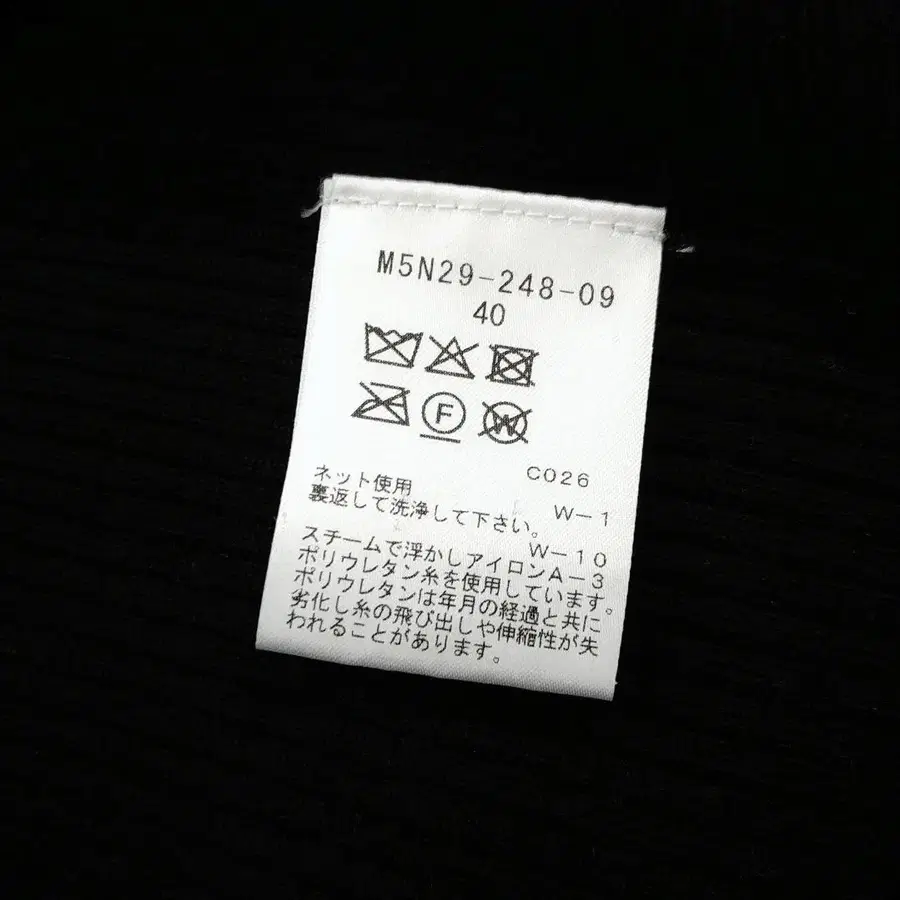 M5N29-248-09
40
F
W
C026
ネット使用
W-1
裏返して洗浄して下さい。
W-10
スチームで浮かしアイロンA-3
ポリウレタン糸を使用しています。
ポリウレタンは年月の経過と共に
劣化し糸の飛び出しや伸縮性が失
われることがあります。